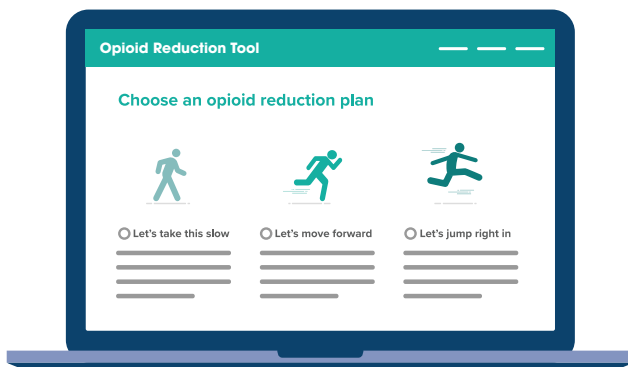 Opioid Reduction Tool
Choose an opioid reduction plan
Let's take this slow
Let's move forward
Let's jump right in